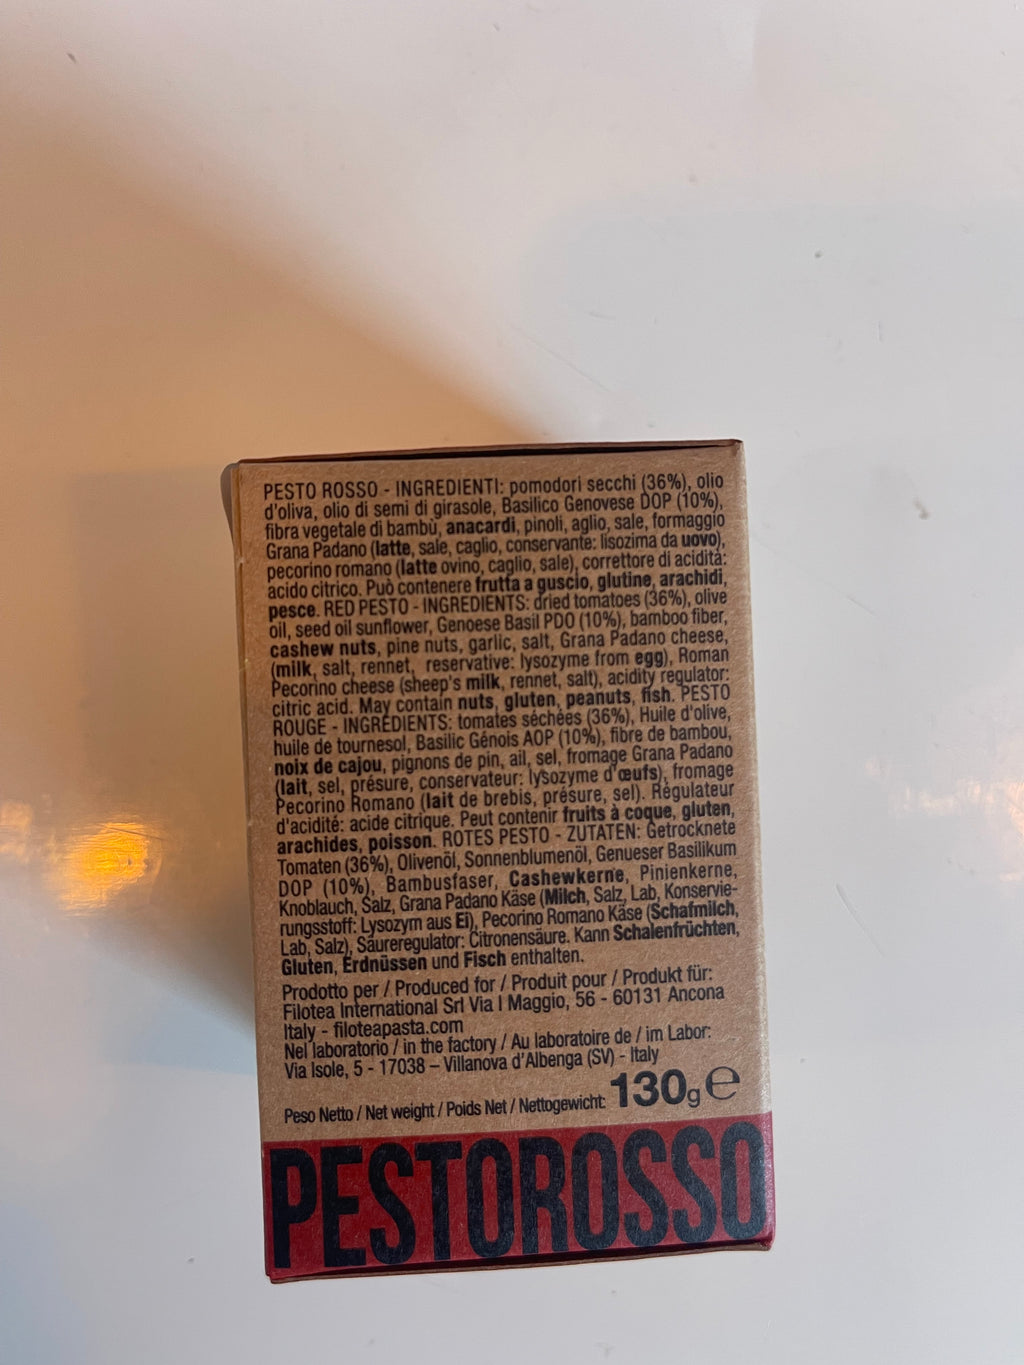 PESTO ROSSO - INGREDIENTI: pomodori secchi (36%), olio
d'oliva, olio di semi di girasole, Basilico Genovese DOP (10%),
fibra vegetale di bambù, anacardi, pinoli, aglio, sale, formaggio
Grana Padano (latte, sale, caglio, conservante: lisozima da uovo),
pecorino romano (latte ovino, caglio, sale), correttore di acidità:
acido citrico. Può contenere frutta a guscio, glutine, arachidi,
pesce. RED PESTO - INGREDIENTS: dried tomatoes (36%), olive
oil, seed oil sunflower, Genoese Basil PDO (10%), bamboo fiber,
cashew nuts, pine nuts, garlic, salt, Grana Padano cheese,
(milk, salt, rennet, reservative: lysozyme from egg), Roman
Pecorino cheese (sheep's milk, rennet, salt), acidity regulator:
citric acid. May contain nuts, gluten, peanuts, fish. PESTO
ROUGE - INGRÉDIENTS: tomates séchées (36%), Huile d'olive,
huile de tournesol, Basilic Génois AOP (10%), fibre de bambou,
noix de cajou, pignons de pin, ail, sel, fromage Grana Padano
(lait, sel, présure, conservateur: lysozyme d'œufs), fromage
Pecorino Romano (lait de brebis, présure, sel). Régulateur
d'acidité: acide citrique. Peut contenir fruits à coque, gluten,
arachides, poisson. ROTES PESTO - ZUTATEN: Getrocknete
Tomaten (36%), Olivenöl, Sonnenblumenöl, Genueser Basilikum
DOP (10%), Bambusfaser, Cashewkerne, Pinienkerne,
Knoblauch, Salz, Grana Padano Käse (Milch, Salz, Lab, Konservie-
rungsstoff: Lysozym aus Ei), Pecorino Romano Käse (Schafmilch,
Lab, Salz), Säureregulator: Citronensäure. Kann Schalenfrüchten,
Gluten, Erdnüssen und Fisch enthalten.
Prodotto per / Produced for / Produit pour / Produkt für:
Filotea International Srl Via I Maggio, 56 - 60131 Ancona
Italy - filoteapasta.com
Nel laboratorio / in the factory / Au laboratoire de / im Labor:
Via Isole, 5 - 17038 – Villanova d'Albenga (SV) - Italy
Peso Netto / Net weight / Poids Net / Nettogewicht: 130g ℮
PESTOROSSO